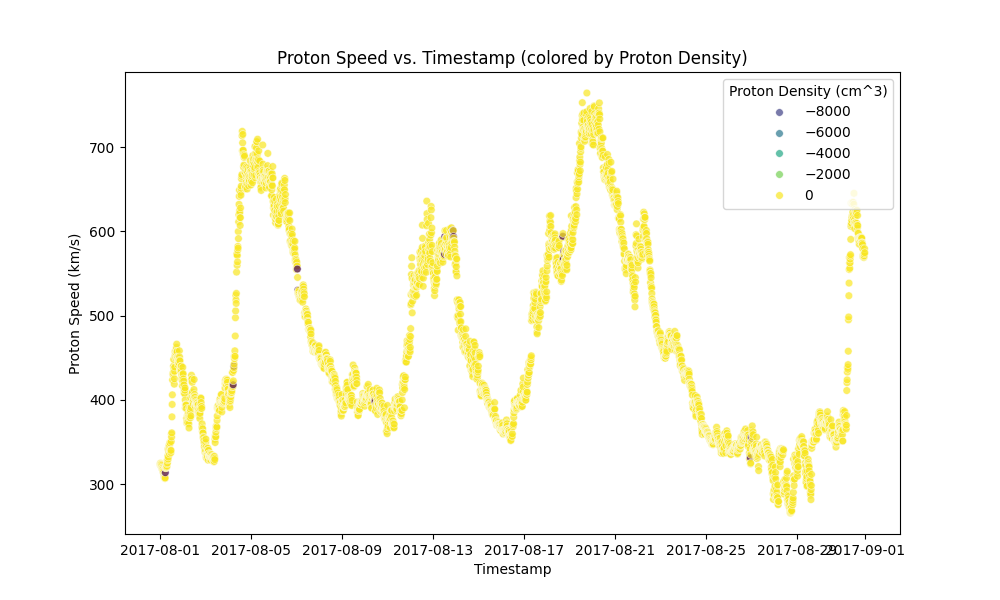 Proton Speed vs. Timestamp (colored by Proton Density)
Proton Density (cm^3)
−8000
−6000
−4000
−2000
0
Proton Speed (km/s)
700
600
500
400
300
2017-08-01 2017-08-05 2017-08-09 2017-08-13 2017-08-17 2017-08-21 2017-08-25 2017-08-29 2017-09-01
Timestamp